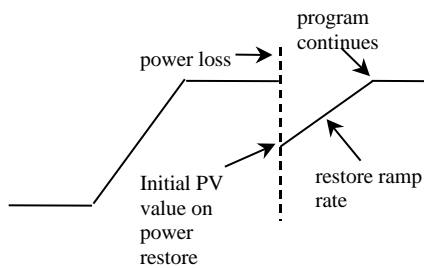 program
continues
power loss
Initial PV
value on
power
restore
restore ramp
rate